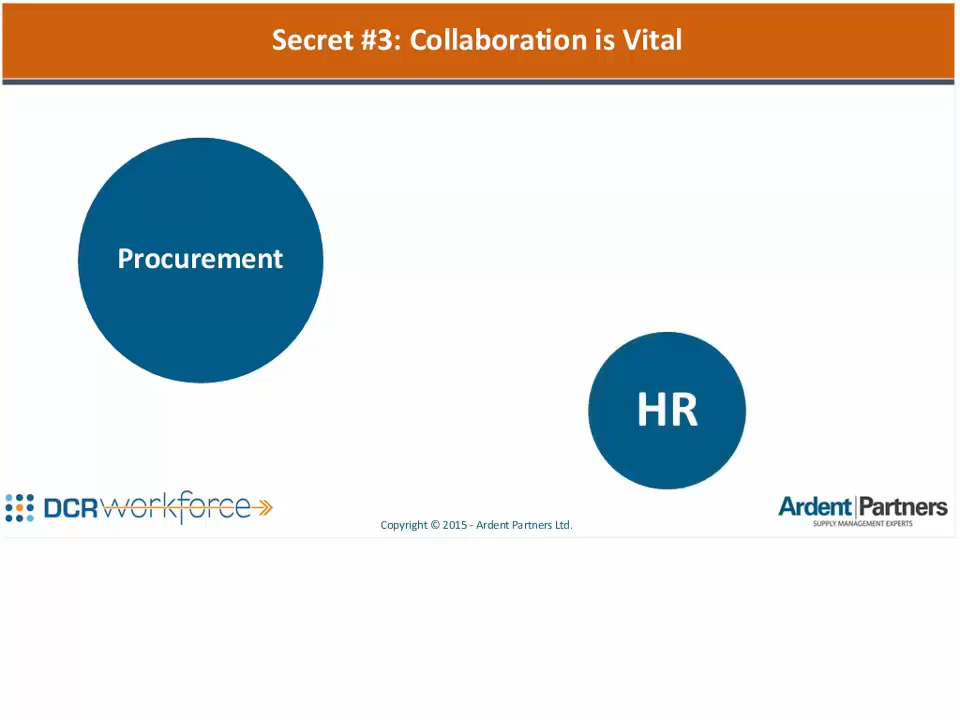 Secret #3: Collaboration is Vital
Procurement
HR
DCRworkforce
Copyright © 2015 - Ardent Partners Ltd.
Ardent|Partners
SUPPLY MANAGEMENT EXPERTS